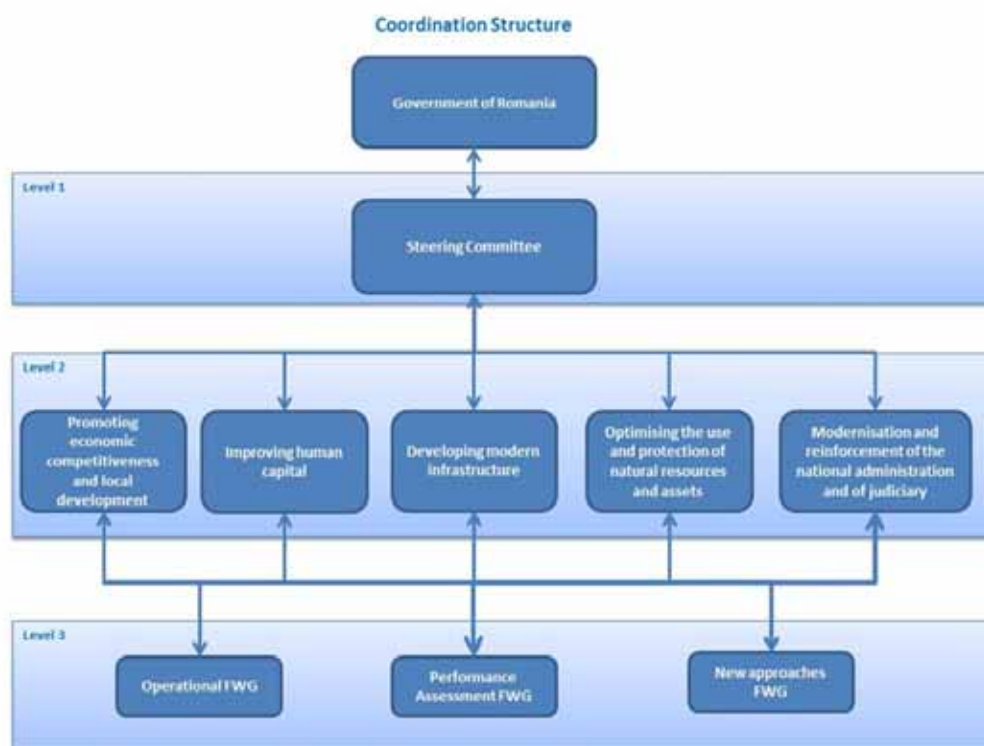 Coordination Structure
Government of Romania
Level 1
Steering Committee
Level 2
Promoting
economic
competitiveness
and local
development
Improving human
capital
Developing modern
infrastructure
Optimising the use
and protection of
natural resources
and assets
Modernisation and
reinforcement of the
national administration
and of judiciary
Level 3
Operational FWG
Performance
Assessment FWG
New approaches
FWG